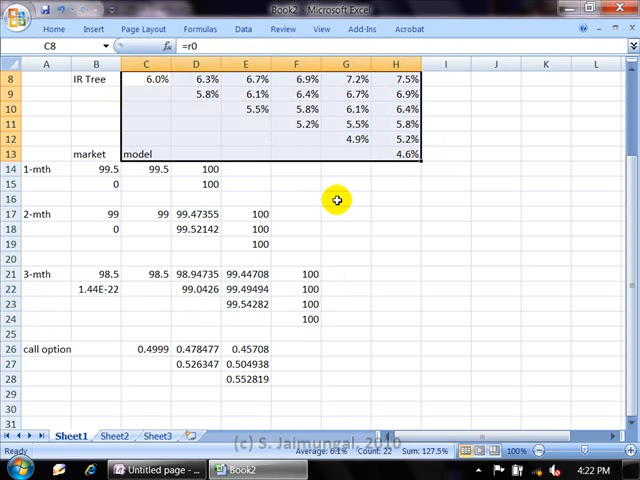 Book2 - Microsoft Excel
Home Insert Page Layout Formulas Data Review View Add-Ins Acrobat
C8 fx =r0
A B C D E F G H I J K L
8 IR Tree 6.0% 6.3% 6.7% 6.9% 7.2% 7.5%
9 5.8% 6.1% 6.4% 6.7% 6.9%
10 5.5% 5.8% 6.1% 6.4%
11 5.2% 5.5% 5.8%
12 4.9% 5.2%
13 market model 4.6%
14 1-mth 99.5 99.5 100
15 0 100
16
17 2-mth 99 99 99.47355 100
18 0 99.52142 100
19 100
20
21 3-mth 98.5 98.5 98.94735 99.44708 100
22 1.44E-22 99.0426 99.49494 100
23 99.54282 100
24 100
25
26 call option 0.4999 0.478477 0.45708
27 0.526347 0.504938
28 0.552819
29
30
31
Sheet1 Sheet2 Sheet3
(c) S. Jaimungal, 2010
Ready Average: 6.1% Count: 22 Sum: 127.5% 100%
Untitled page - ... Book2 4:22 PM